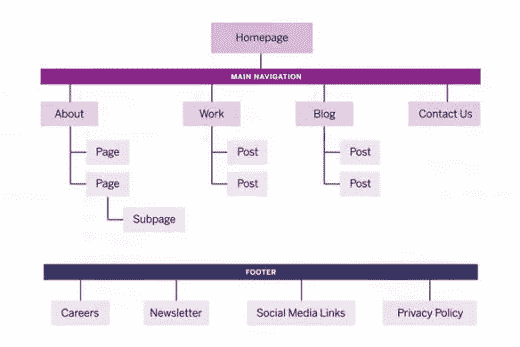 Homepage
MAIN NAVIGATION
About
Work
Blog
Contact Us
Page
Post
Post
Page
Post
Post
Subpage
FOOTER
Careers
Newsletter
Social Media Links
Privacy Policy